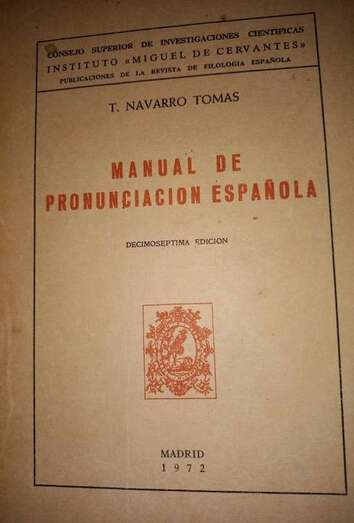 CONSEJO SUPERIOR DE INVESTIGACIONES CIENTIFICAS
INSTITUTO «MIGUEL DE CERVANTES»
PUBLICACIONES DE LA REVISTA DE FILOLOGIA ESPAÑOLA
T. NAVARRO TOMAS
MANUAL DE
PRONUNCIACION ESPAÑOLA
DECIMOSEPTIMA EDICION
MADRID
1972